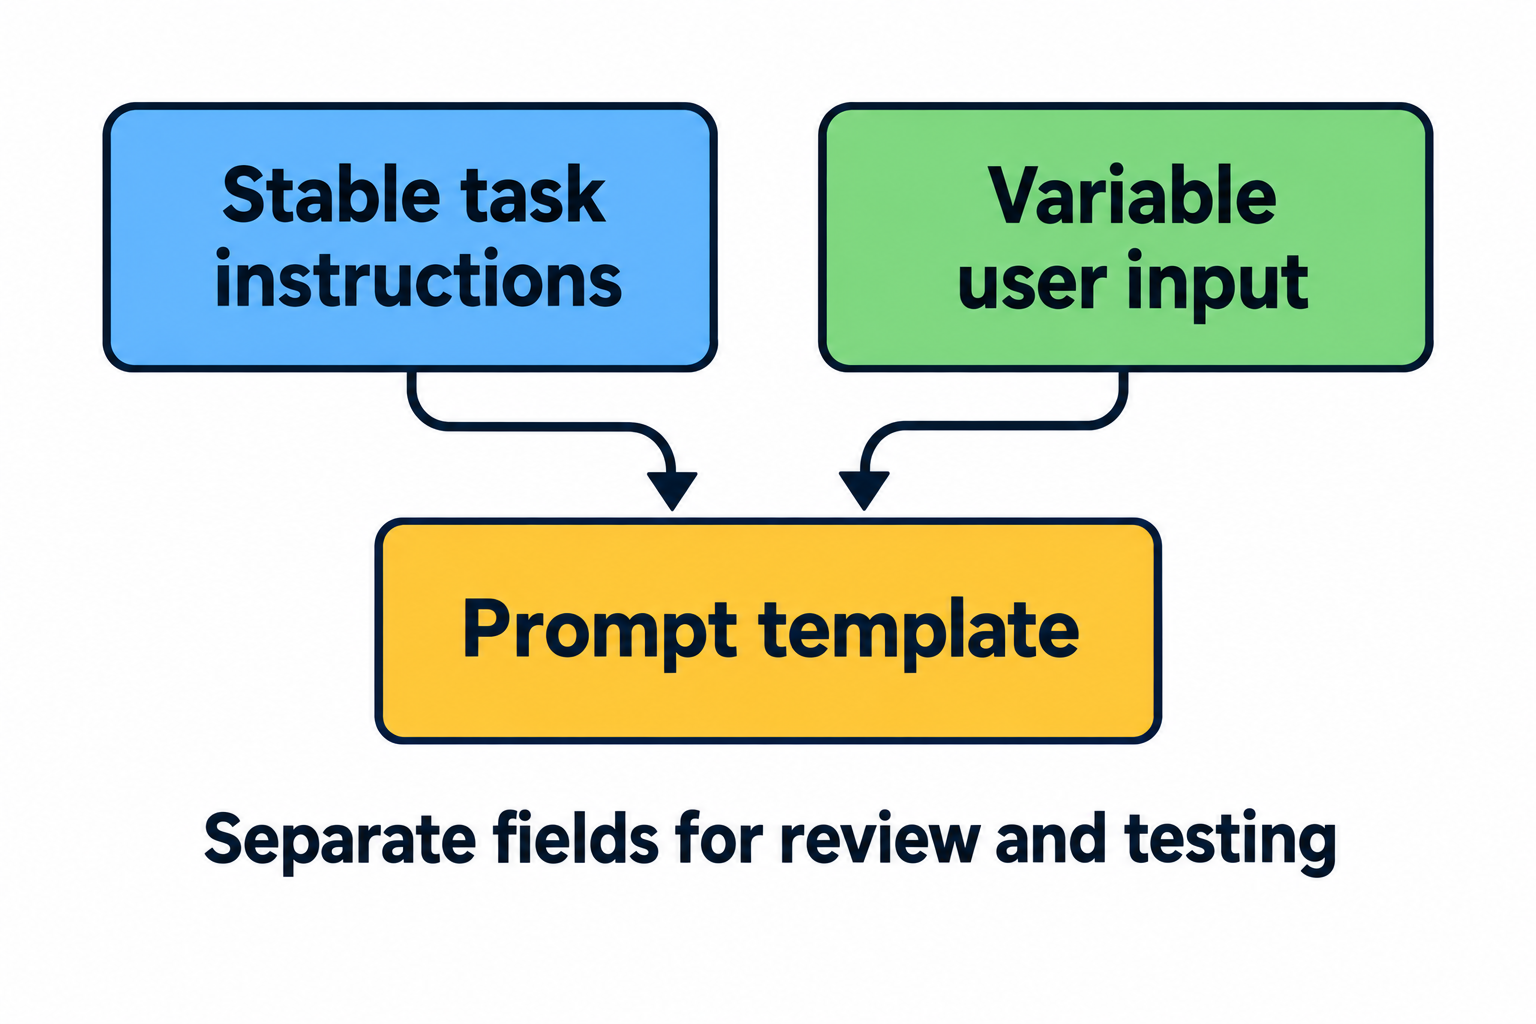 Stable task
instructions
Variable
user input
Prompt template
Separate fields for review and testing